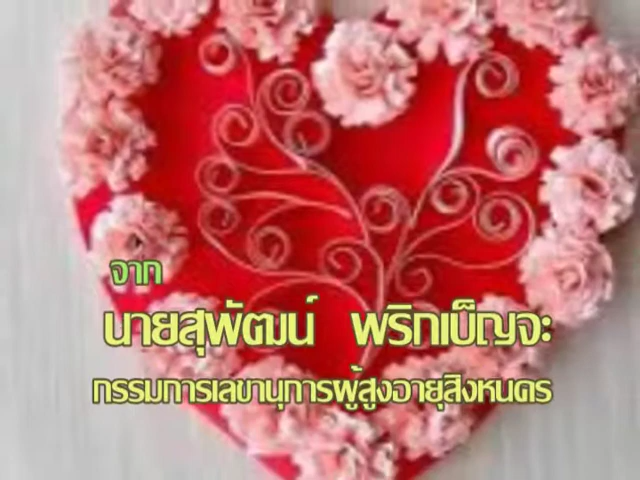 จาก
นายสุพัฒน์ พริกเบ็ญจะ
กรรมการเลขานุการผู้สูงอายุสิงหนคร